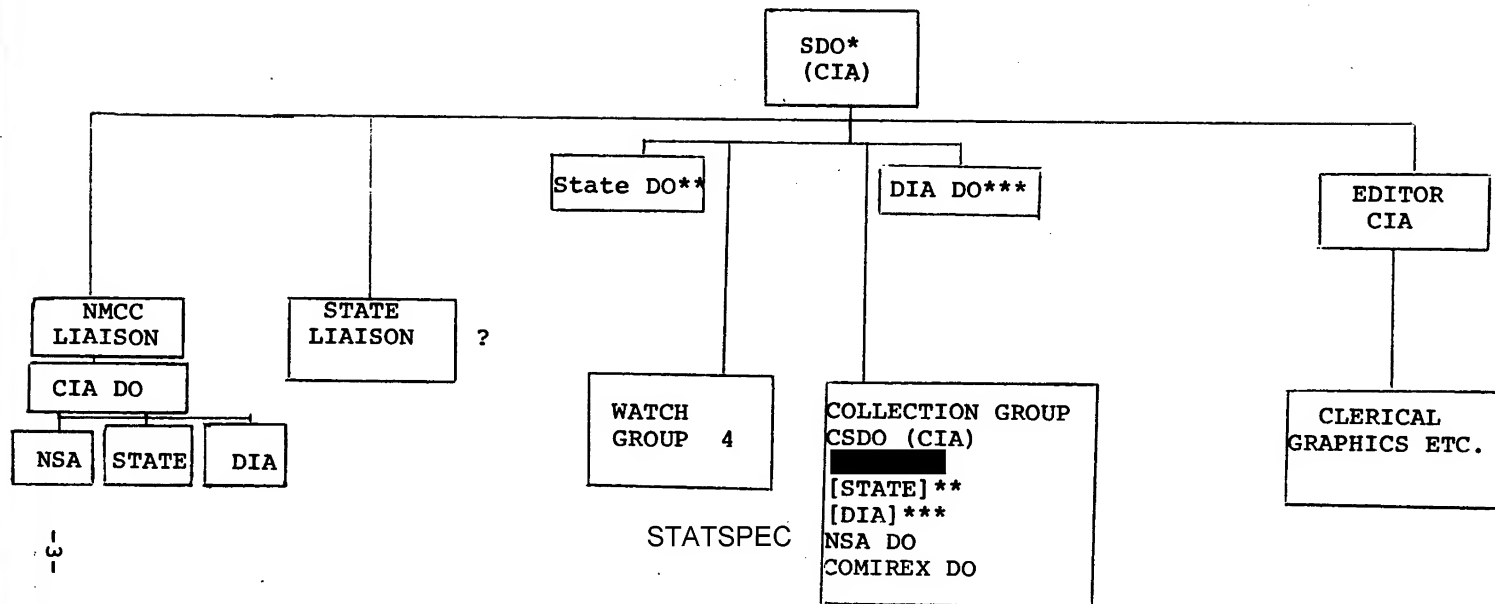 SDO*
(CIA)
State DO**
DIA DO***
EDITOR
CIA
NMCC
LIAISON
STATE
LIAISON
?
CIA DO
NSA
STATE
DIA
WATCH
GROUP 4
COLLECTION GROUP
CSDO (CIA)
[STATE]**
[DIA]***
NSA DO
COMIREX DO
CLERICAL
GRAPHICS ETC.
STATSPEC
-3-